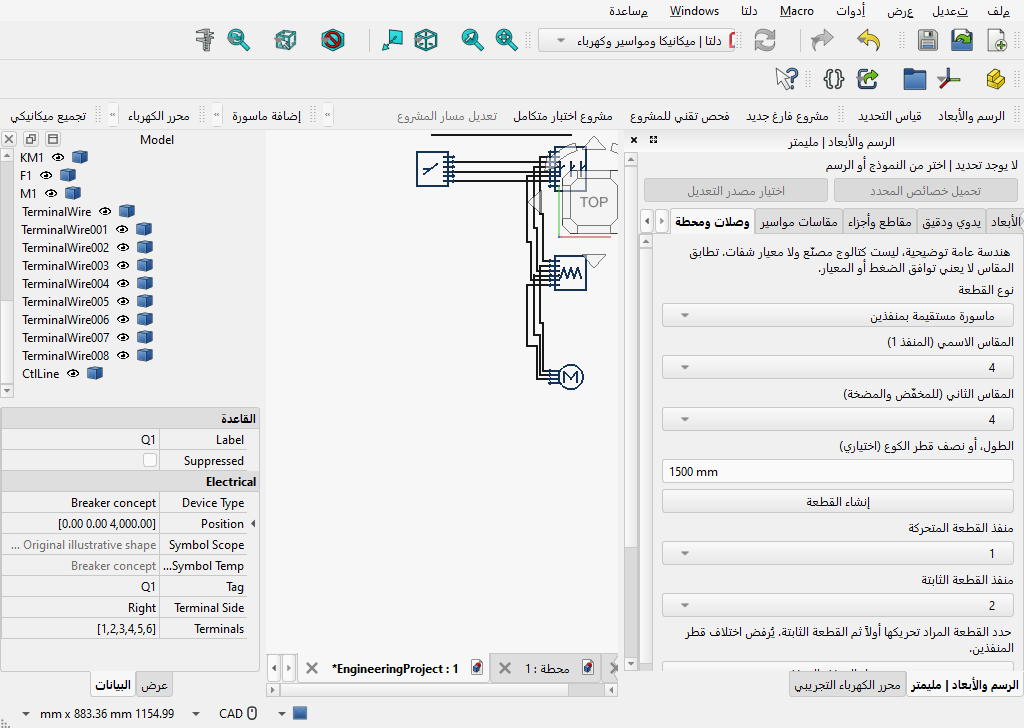 ملف
تعديل
عرض
أدوات
Macro
دلتا
Windows
مساعدة
دلتا | ميكانيكا ومواسير وكهرباء
الرسم والأبعاد
قياس التحديد
مشروع فارغ جديد
فحص تقني للمشروع
مشروع اختبار متكامل
تعديل مسار المشروع
إضافة ماسورة
محرر الكهرباء
تجميع ميكانيكي
Model
KM1
F1
M1
TerminalWire
TerminalWire001
TerminalWire002
TerminalWire003
TerminalWire004
TerminalWire005
TerminalWire006
TerminalWire007
TerminalWire008
CtlLine
القاعدة
Label Q1
Suppressed
Electrical
Device Type Breaker concept
Position [0.00 0.00 4,000.00]
Symbol Scope Original illustrative shape ...
Symbol Temp... Breaker concept
Tag Q1
Terminal Side Right
Terminals [1,2,3,4,5,6]
عرض
البيانات
TOP
M
محطة : 1
EngineeringProject : 1*
الرسم والأبعاد | مليمتر
لا يوجد تحديد | اختر من النموذج أو الرسم
تحميل خصائص المحدد
اختيار مصدر التعديل
الأبعاد
يدوي ودقيق
مقاطع وأجزاء
مقاسات مواسير
وصلات ومحطة
هندسة عامة توضيحية، ليست كتالوج مصنّع ولا معيار شفات. تطابق
المقاس لا يعني توافق الضغط أو المعيار.
نوع القطعة
ماسورة مستقيمة بمنفذين
المقاس الاسمي (المنفذ 1)
4
المقاس الثاني (للمخفّض والمضخة)
4
الطول، أو نصف قطر الكوع (اختياري)
1500 mm
إنشاء القطعة
منفذ القطعة المتحركة
1
منفذ القطعة الثابتة
2
حدد القطعة المراد تحريكها أولاً ثم القطعة الثابتة. يُرفض اختلاف قطر
المنفذين.
الرسم والأبعاد | مليمتر
محرر الكهرباء التجريبي
1154.99 mm x 883.36 mm
CAD